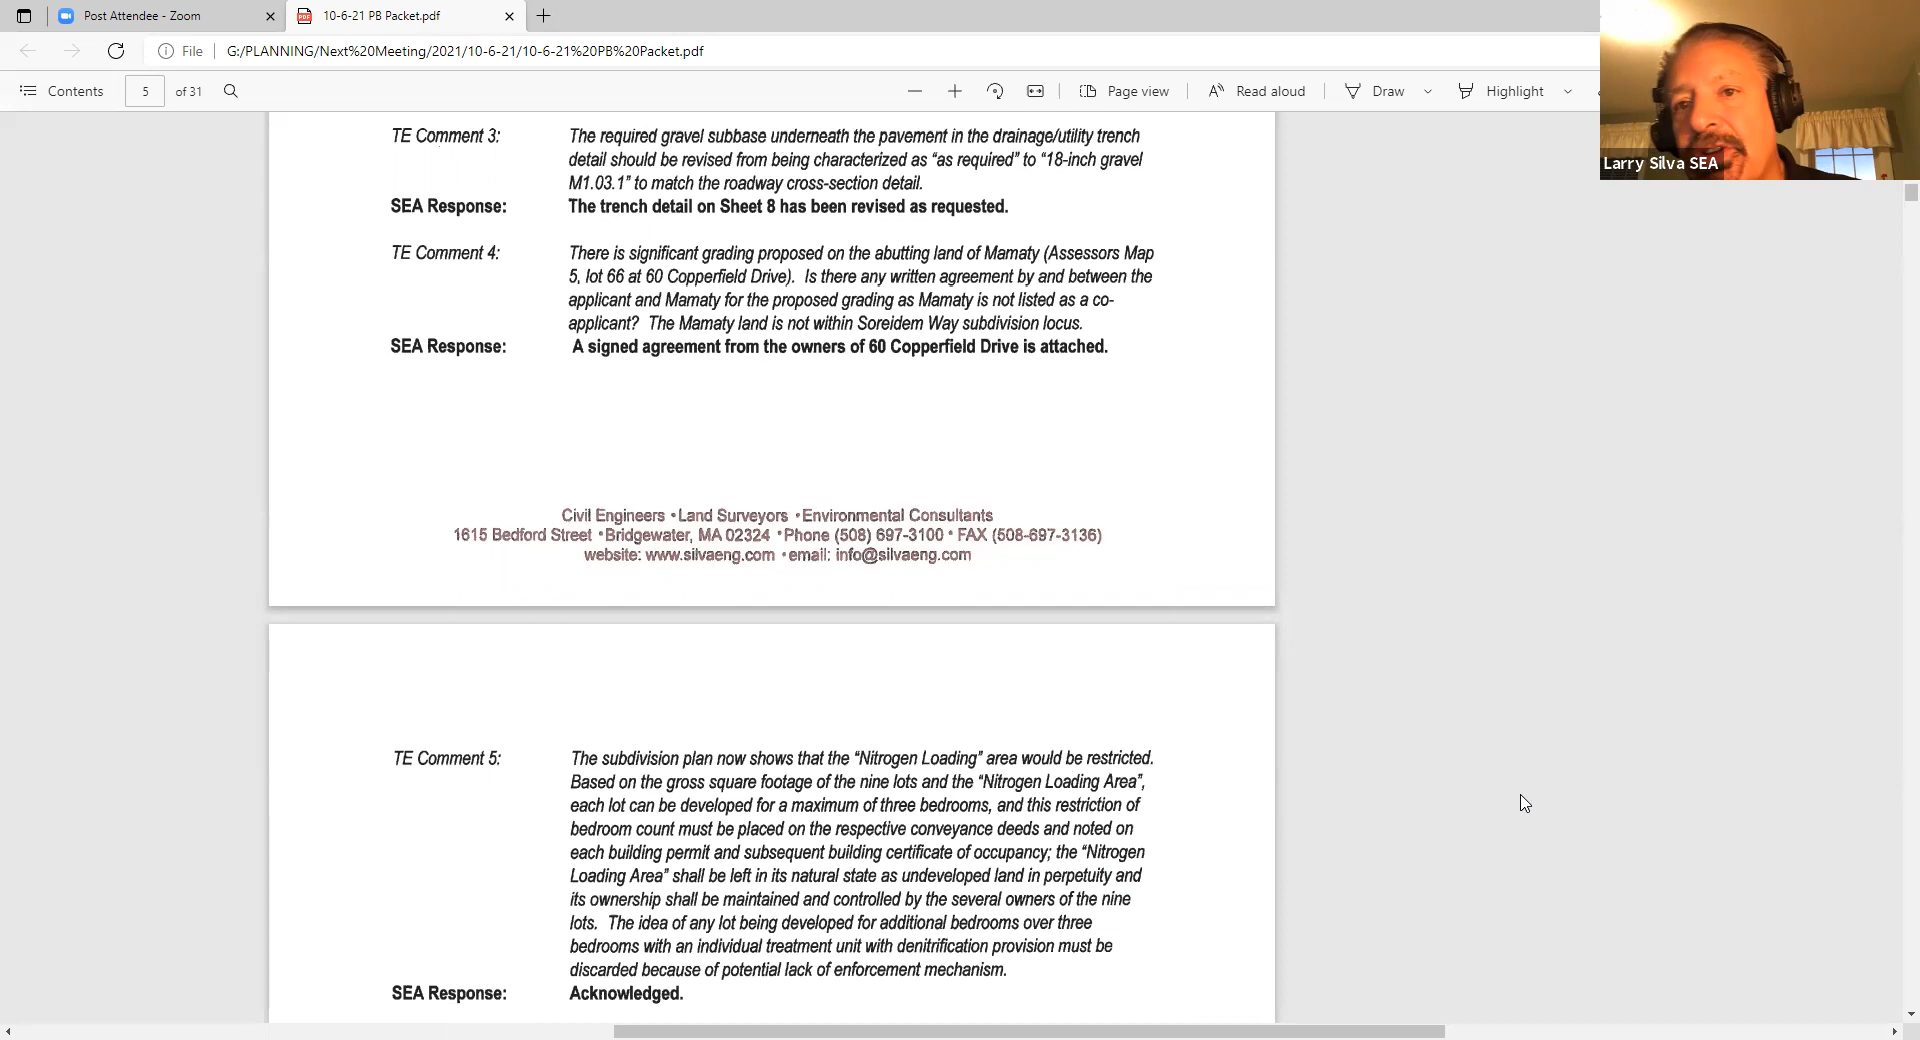 Post Attendee - Zoom
10-6-21 PB Packet.pdf
File
G:/PLANNING/Next%20Meeting/2021/10-6-21/10-6-21%20PB%20Packet.pdf
Contents
5
of 31
Page view
Read aloud
Draw
Highlight
Larry Silva SEA
TE Comment 3: The required gravel subbase underneath the pavement in the drainage/utility trench
detail should be revised from being characterized as “as required” to “18-inch gravel
M1.03.1” to match the roadway cross-section detail.
SEA Response: The trench detail on Sheet 8 has been revised as requested.
TE Comment 4: There is significant grading proposed on the abutting land of Mamaty (Assessors Map
5, lot 66 at 60 Copperfield Drive). Is there any written agreement by and between the
applicant and Mamaty for the proposed grading as Mamaty is not listed as a co-
applicant? The Mamaty land is not within Soreidem Way subdivision locus.
SEA Response: A signed agreement from the owners of 60 Copperfield Drive is attached.
Civil Engineers •Land Surveyors •Environmental Consultants
1615 Bedford Street •Bridgewater, MA 02324 •Phone (508) 697-3100 • FAX (508-697-3136)
website: www.silvaeng.com •email: info@silvaeng.com
TE Comment 5: The subdivision plan now shows that the “Nitrogen Loading” area would be restricted.
Based on the gross square footage of the nine lots and the “Nitrogen Loading Area”,
each lot can be developed for a maximum of three bedrooms, and this restriction of
bedroom count must be placed on the respective conveyance deeds and noted on
each building permit and subsequent building certificate of occupancy; the “Nitrogen
Loading Area” shall be left in its natural state as undeveloped land in perpetuity and
its ownership shall be maintained and controlled by the several owners of the nine
lots. The idea of any lot being developed for additional bedrooms over three
bedrooms with an individual treatment unit with denitrification provision must be
discarded because of potential lack of enforcement mechanism.
SEA Response: Acknowledged.